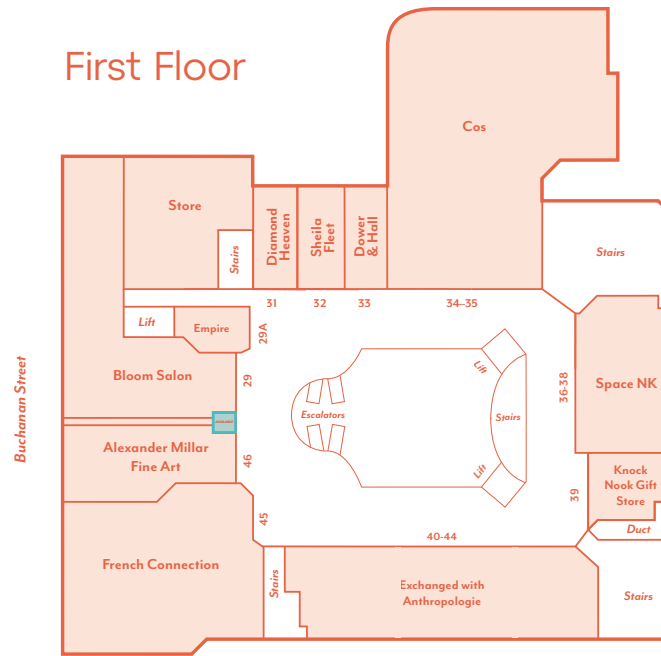 First Floor
Cos
Store
Stairs
Diamond
Heaven
Sheila
Fleet
Dower
& Hall
Stairs
31
32
33
34-35
Lift
Empire
29A
Bloom Salon
29
Buchanan Street
Escalators
Lift
Stairs
Lift
36-38
Space NK
Alexander Millar
Fine Art
46
Knock
Nook Gift
Store
39
Duct
45
40-44
French Connection
Stairs
Exchanged with
Anthropologie
Stairs